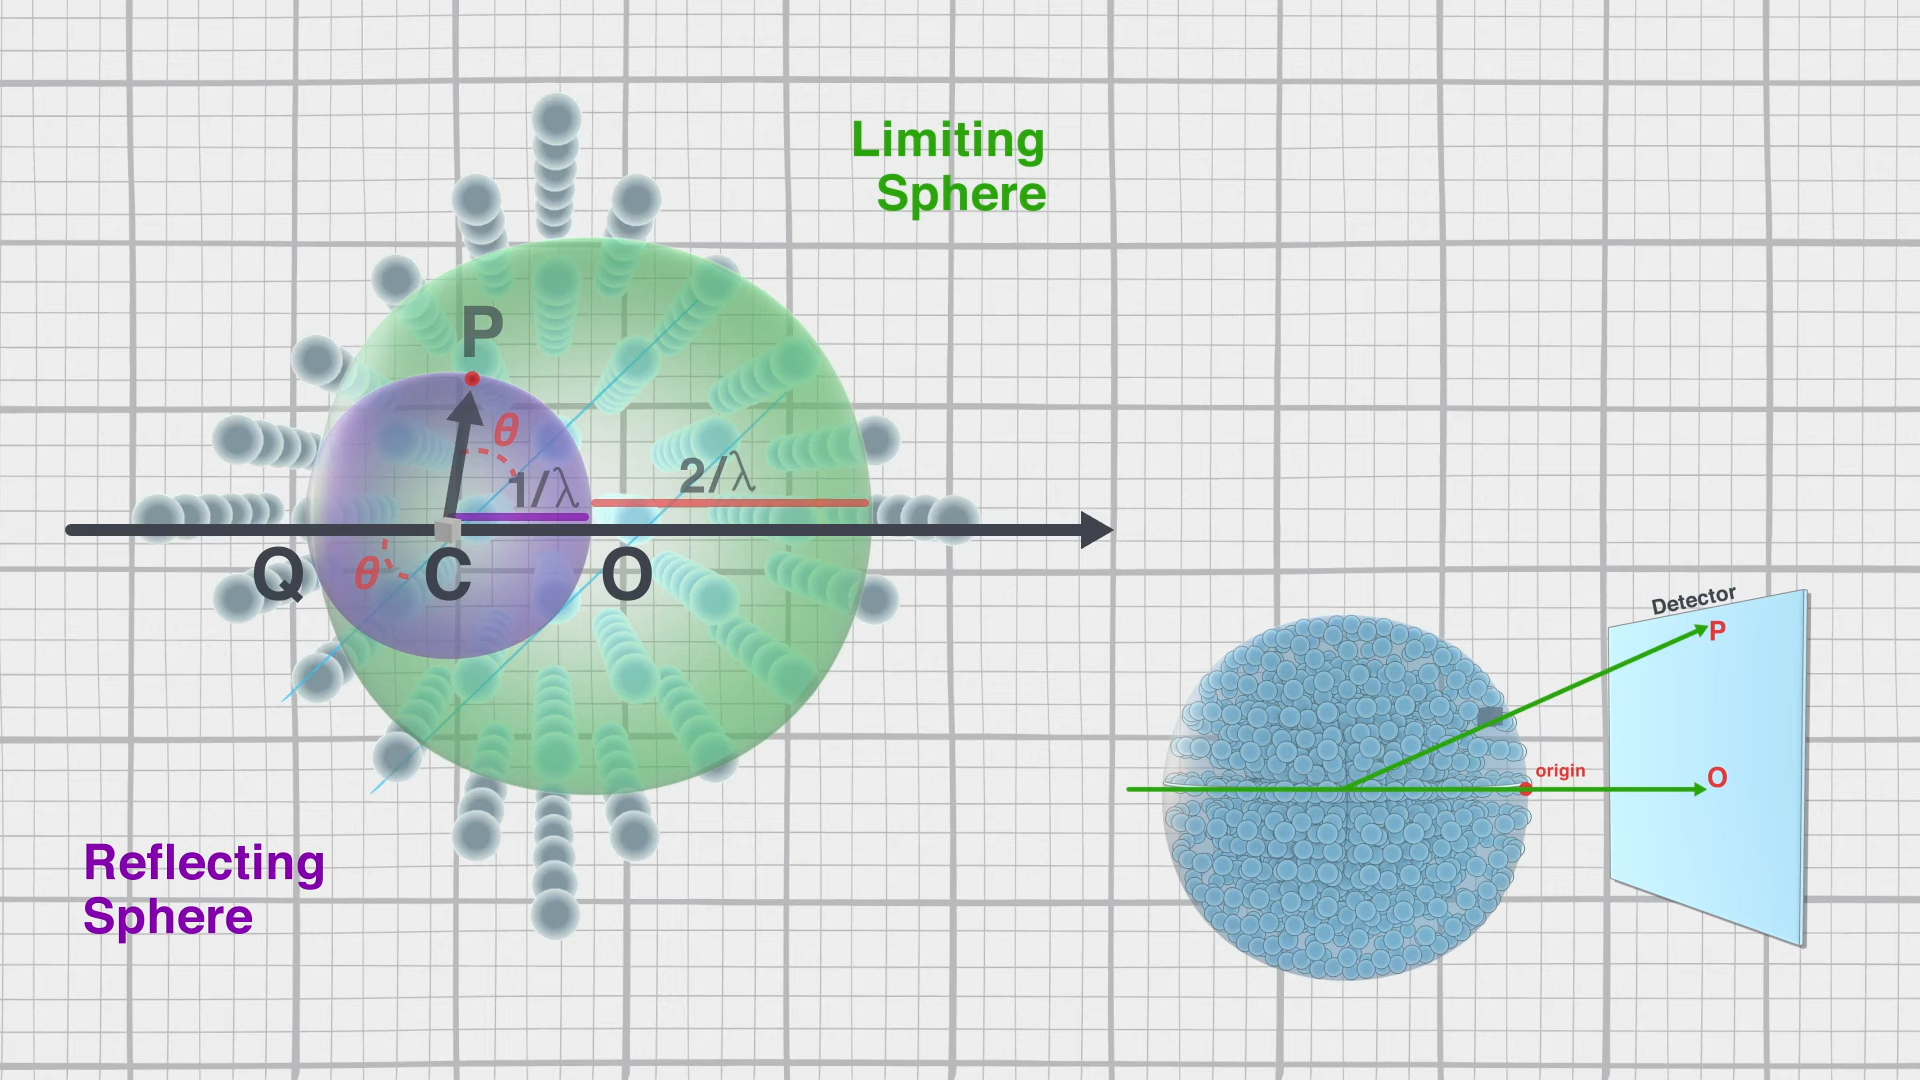 Limiting
Sphere
P
θ
1/λ
2/λ
Q
θ
C
O
Detector
P
origin
O
Reflecting
Sphere